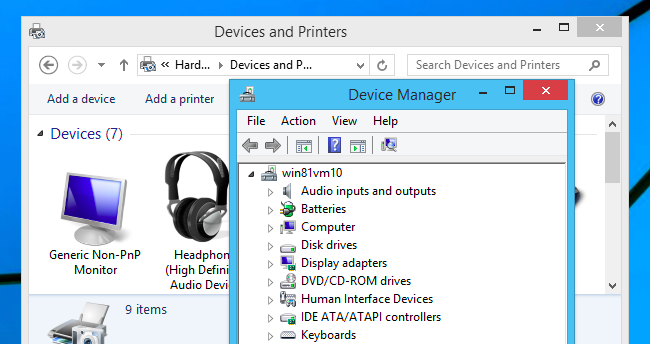 Devices and Printers
« Hard... Devices and P...
Search Devices and Printers
Add a device
Add a printer
Devices (7)
Generic Non-PnP
Monitor
Headphon
(High Defini
Audio Devi
9 items
Device Manager
File Action View Help
win81vm10
Audio inputs and outputs
Batteries
Computer
Disk drives
Display adapters
DVD/CD-ROM drives
Human Interface Devices
IDE ATA/ATAPI controllers
Keyboards